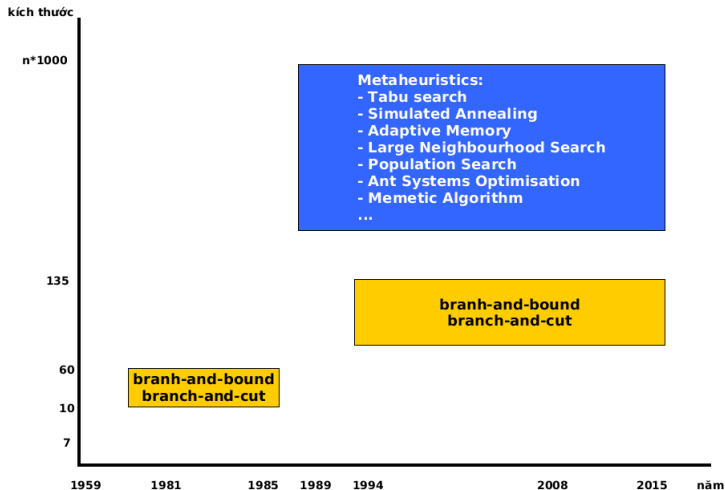 kích thước
n*1000
Metaheuristics:
- Tabu search
- Simulated Annealing
- Adaptive Memory
- Large Neighbourhood Search
- Population Search
- Ant Systems Optimisation
- Memetic Algorithm
...
135
branh-and-bound
branch-and-cut
60
branh-and-bound
branch-and-cut
10
7
1959 1981 1985 1989 1994 2008 2015 năm